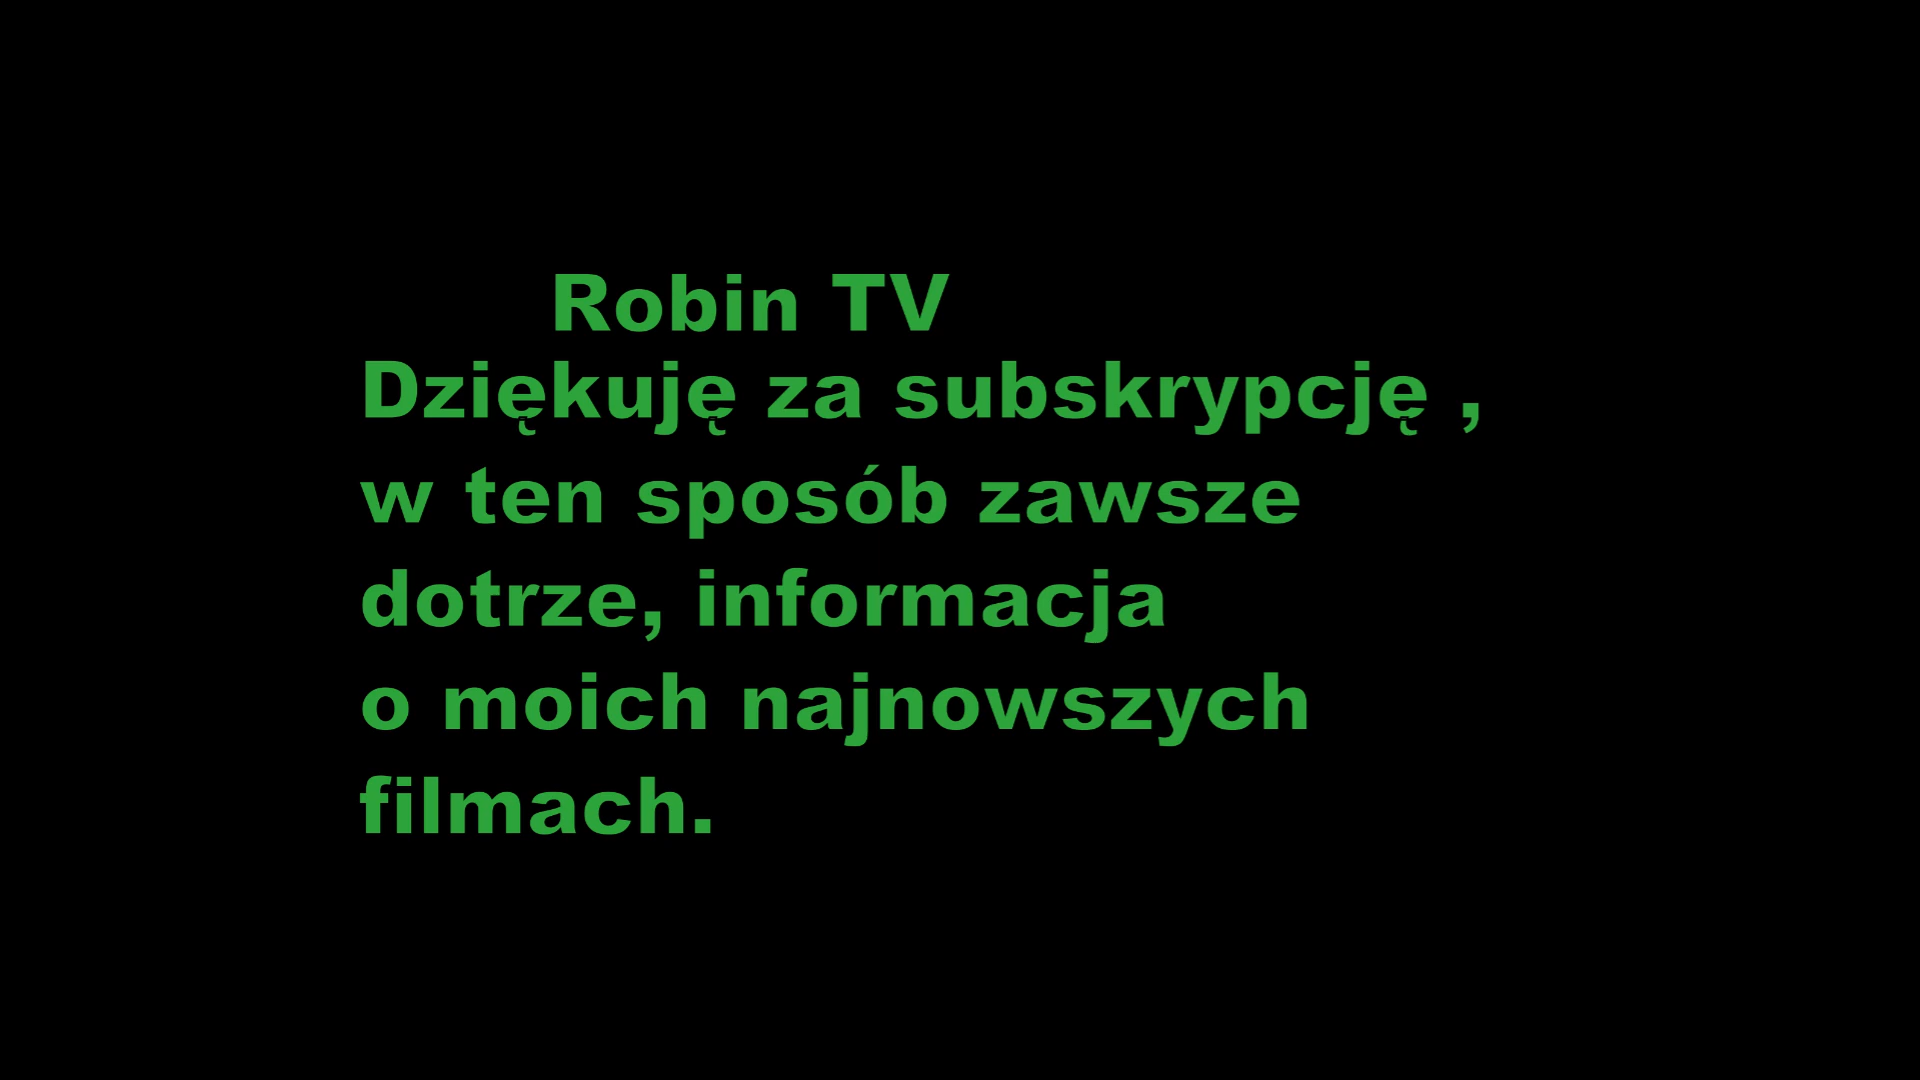 Robin TV
Dziękuję za subskrypcję ,
w ten sposób zawsze
dotrze, informacja
o moich najnowszych
filmach.